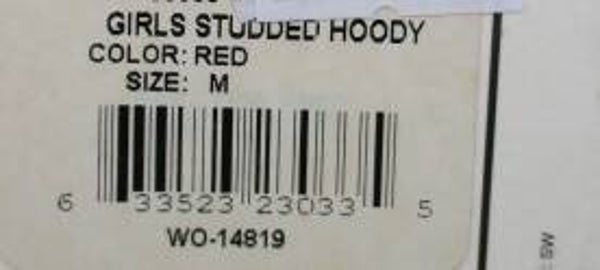 GIRLS STUDDED HOODY
COLOR: RED
SIZE: M
6 33523 23033 5
WO-14819